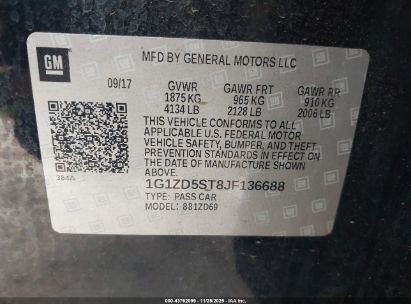 GM
MFD BY GENERAL MOTORS LLC
09/17 GVWR GAWR FRT GAWR RR
1875 KG 965 KG 910 KG
4134 LB 2128 LB 2006 LB
THIS VEHICLE CONFORMS TO ALL
APPLICABLE U.S. FEDERAL MOTOR
VEHICLE SAFETY, BUMPER, AND THEFT
PREVENTION STANDARDS IN EFFECT ON
THE DATE OF MANUFACTURE SHOWN
ABOVE.
384A
1G1ZD5ST8JF136688
TYPE: PASS CAR
MODEL: 881ZD69